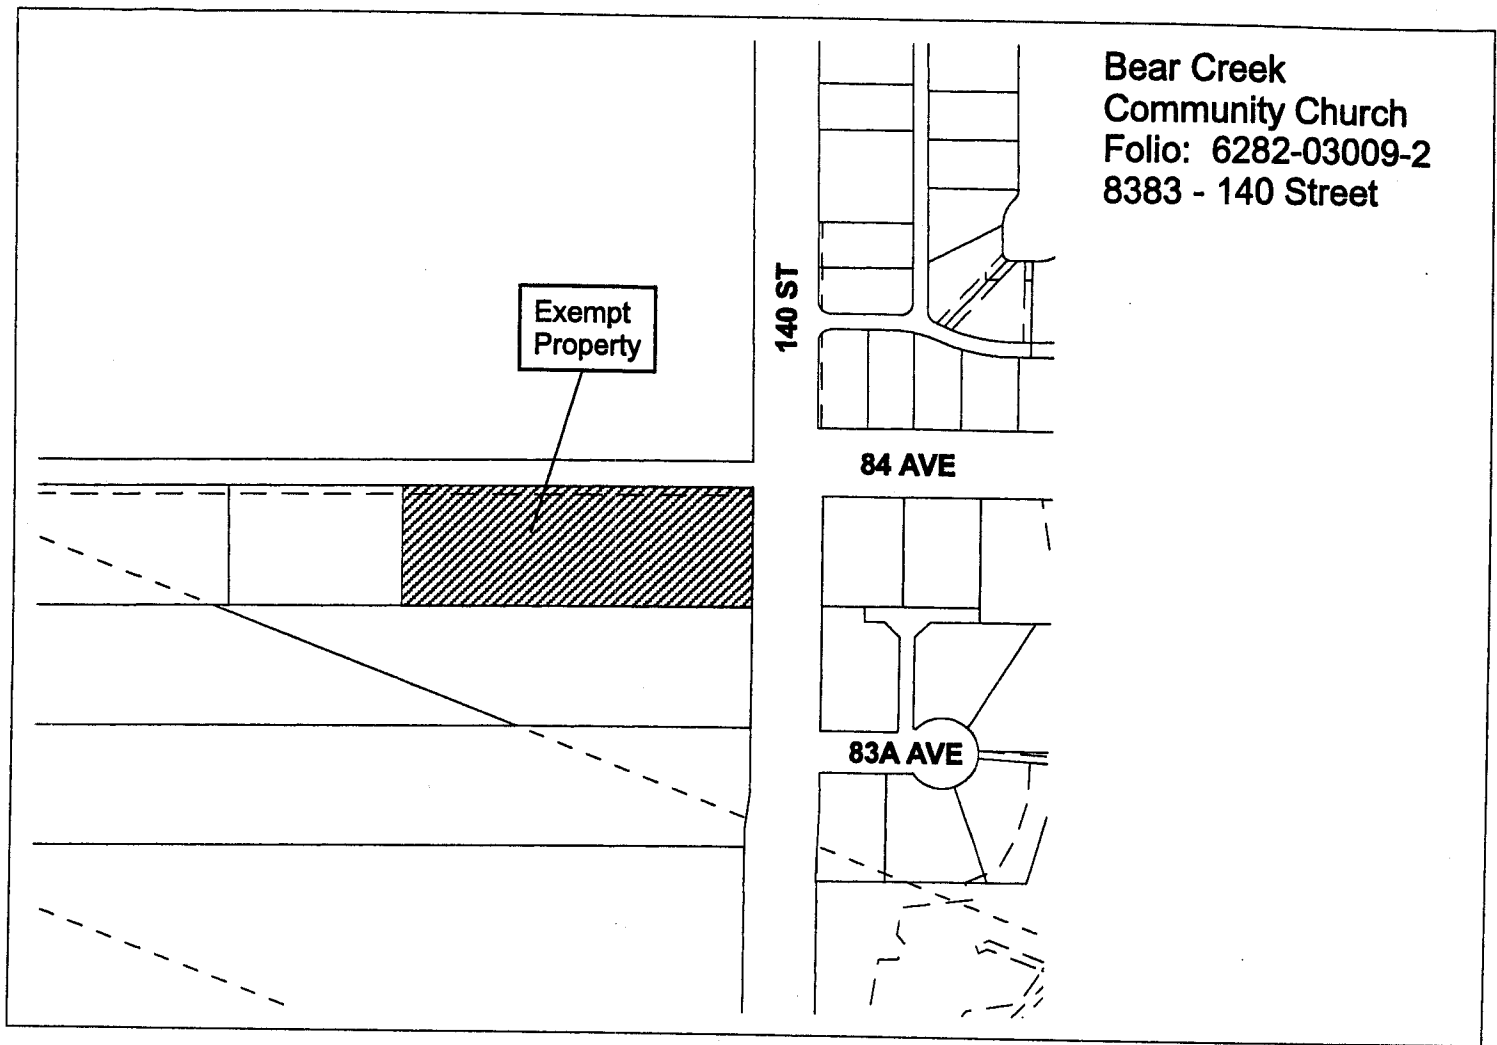 Bear Creek
Community Church
Folio: 6282-03009-2
8383 - 140 Street
Exempt
Property
140 ST
84 AVE
83A AVE